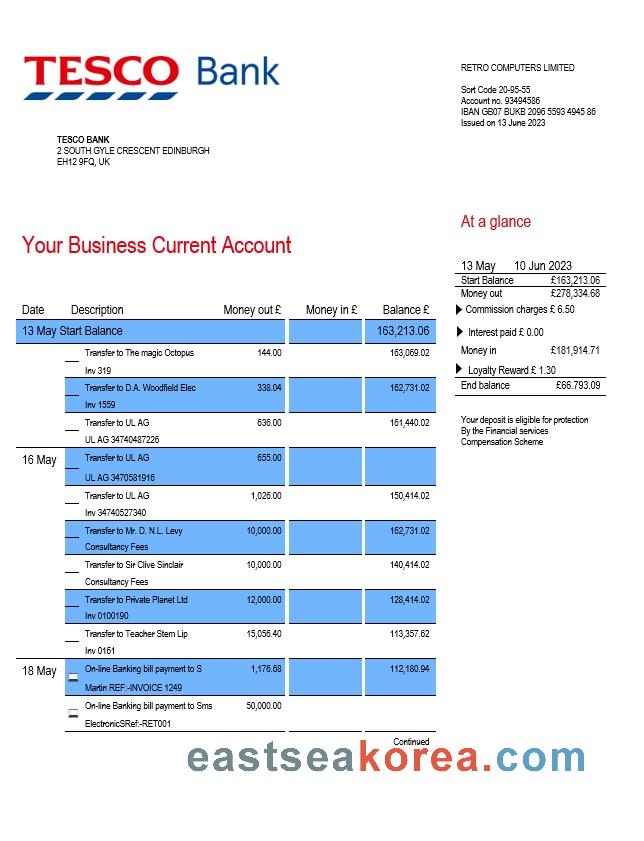 TESCO Bank
RETRO COMPUTERS LIMITED
Sort Code 20-95-55
Account no. 93494586
IBAN GB07 BUKB 2096 5593 4945 86
Issued on 13 June 2023
TESCO BANK
2 SOUTH GYLE CRESCENT EDINBURGH
EH12 9FQ, UK
At a glance
Your Business Current Account
13 May 10 Jun 2023
Start Balance £163,213.06
Money out £278,334.68
Commission charges £ 6.50
Interest paid £ 0.00
Money in £181,914.71
Loyalty Reward £ 1.30
End balance £66.793.09
Your deposit is eligible for protection
By the Financial services
Compensation Scheme
Date Description Money out £ Money in £ Balance £
13 May Start Balance 163,213.06
Transfer to The magic Octopus 144.00 163,069.02
Inv 319
Transfer to D.A. Woodfield Elec 338.04 162,731.02
Inv 1559
Transfer to UL AG 636.00 161,440.02
UL AG 34740487226
16 May Transfer to UL AG 655.00
UL AG 3470581916
Transfer to UL AG 1,026.00 150,414.02
Inv 34740527340
Transfer to Mr. D. N.L. Levy 10,000.00 162,731.02
Consultancy Fees
Transfer to Sir Clive Sinclair 10,000.00 140,414.02
Consultancy Fees
Transfer to Private Planet Ltd 12,000.00 128,414.02
Inv 0100190
Transfer to Teacher Stem Lip 15,056.40 113,357.62
Inv 0161
18 May On-line Banking bill payment to S 1,176.68 112,180.94
Martin REF:-INVOICE 1249
On-line Banking bill payment to Sms 50,000.00
ElectronicSRef:-RET001
Continued
eastseakorea.com